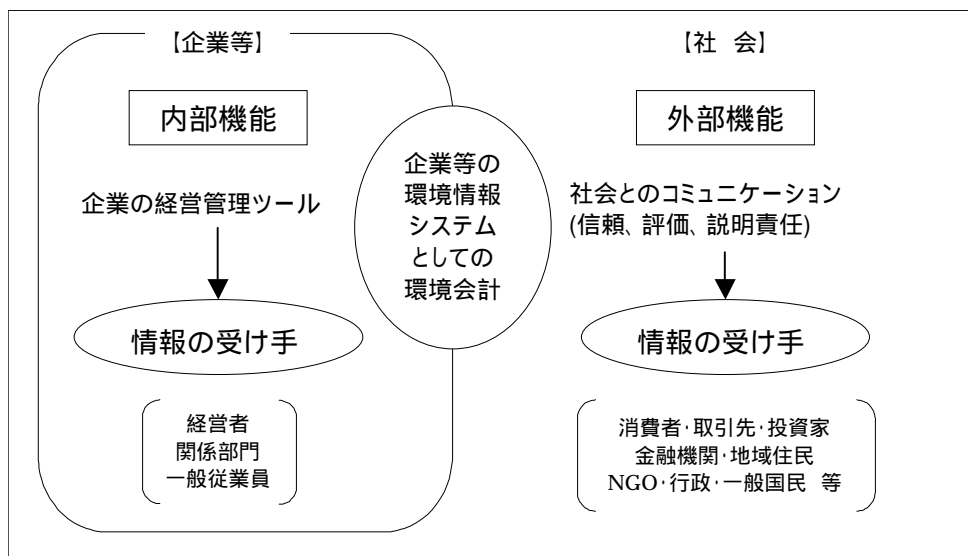 【企業等】
内部機能
企業の経営管理ツール
情報の受け手
経営者
関係部門
一般従業員
企業等の
環境情報
システム
としての
環境会計
【社 会】
外部機能
社会とのコミュニケーション
(信頼、評価、説明責任)
情報の受け手
消費者・取引先・投資家
金融機関・地域住民
NGO・行政・一般国民 等